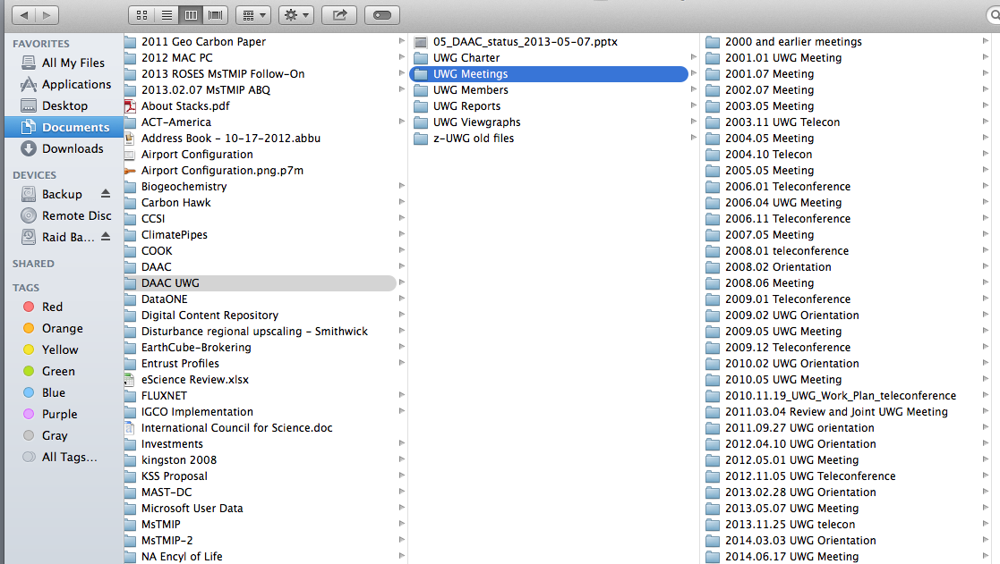 FAVORITES
All My Files
Applications
Desktop
Documents
Downloads
DEVICES
Backup
Remote Disc
Raid Ba...
SHARED
TAGS
Red
Orange
Yellow
Green
Blue
Purple
Gray
All Tags...
2011 Geo Carbon Paper
2012 MAC PC
2013 ROSES MsTMIP Follow-On
2013.02.07 MsTMIP ABQ
About Stacks.pdf
ACT-America
Address Book - 10-17-2012.abbu
Airport Configuration
Airport Configuration.png.p7m
Biogeochemistry
Carbon Hawk
CCSI
ClimatePipes
COOK
DAAC
DAAC UWG
DataONE
Digital Content Repository
Disturbance regional upscaling - Smithwick
EarthCube-Brokering
Entrust Profiles
eScience Review.xlsx
FLUXNET
IGCO Implementation
International Council for Science.doc
Investments
kingston 2008
KSS Proposal
MAST-DC
Microsoft User Data
MsTMIP
MsTMIP-2
NA Encyl of Life
05_DAAC_status_2013-05-07.pptx
UWG Charter
UWG Meetings
UWG Members
UWG Reports
UWG Viewgraphs
z-UWG old files
2000 and earlier meetings
2001.01 UWG Meeting
2001.07 Meeting
2002.07 Meeting
2003.05 Meeting
2003.11 UWG Telecon
2004.05 Meeting
2004.10 Telecon
2005.05 Meeting
2006.01 Teleconference
2006.04 UWG Meeting
2006.11 Teleconference
2007.05 Meeting
2008.01 teleconference
2008.02 Orientation
2008.06 Meeting
2009.01 Teleconference
2009.02 UWG Orientation
2009.05 UWG Meeting
2009.12 Teleconference
2010.02 UWG Orientation
2010.05 UWG Meeting
2010.11.19_UWG_Work_Plan_teleconference
2011.03.04 Review and Joint UWG Meeting
2011.09.27 UWG orientation
2012.04.10 UWG Orientation
2012.05.01 UWG Meeting
2012.11.05 UWG Teleconference
2013.02.28 UWG Orientation
2013.05.07 UWG Meeting
2013.11.25 UWG telecon
2014.03.03 UWG Orientation
2014.06.17 UWG Meeting